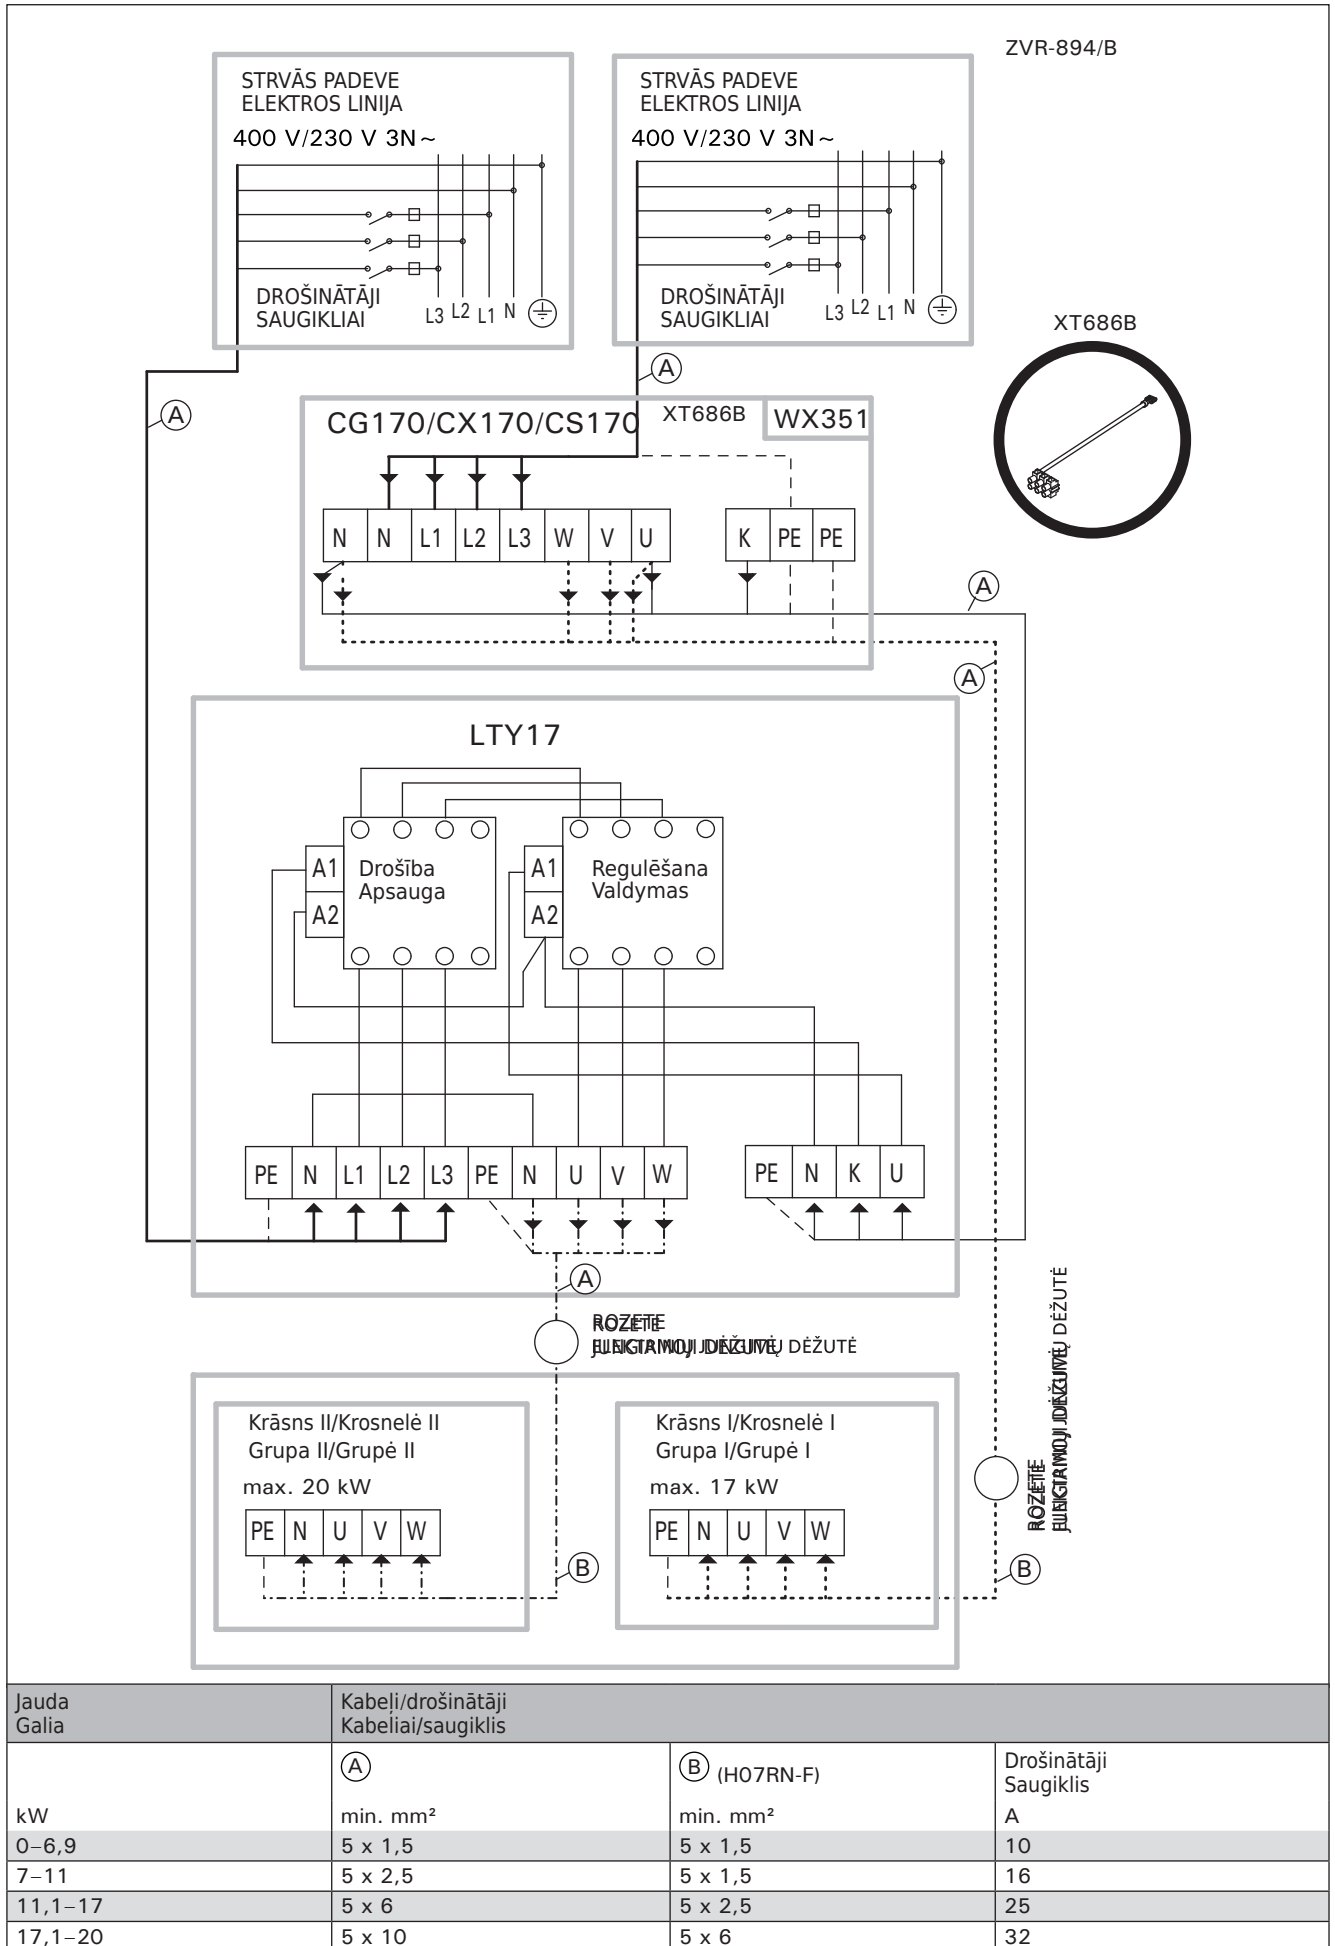 ZVR-894/B
STRVĀS PADEVE
ELEKTROS LINIJA
400 V/230 V 3N~
DROŠINĀTĀJI
SAUGIKLIAI
L3 L2 L1 N
STRVĀS PADEVE
ELEKTROS LINIJA
400 V/230 V 3N~
DROŠINĀTĀJI
SAUGIKLIAI
L3 L2 L1 N
XT686B
A
A
CG170/CX170/CS170
XT686B
WX351
N N L1 L2 L3 W V U
K PE PE
A
A
LTY17
A1
A2
Drošība
Apsauga
A1
A2
Regulēšana
Valdymas
PE N L1 L2 L3 PE N U V W
PE N K U
A
ROZETE
DĖŽUTĖ
ROZETE
DĖŽUTĖ
Krāsns II/Krosnelė II
Grupa II/Grupė II
max. 20 kW
PE N U V W
B
Krāsns I/Krosnelė I
Grupa I/Grupė I
max. 17 kW
PE N U V W
B
Jauda
Galia
Kabeļi/drošinātāji
Kabeliai/saugiklis
A
B (H07RN-F)
Drošinātāji
Saugiklis
kW min. mm² min. mm² A
0–6,9 5 x 1,5 5 x 1,5 10
7–11 5 x 2,5 5 x 1,5 16
11,1–17 5 x 6 5 x 2,5 25
17,1–20 5 x 10 5 x 6 32